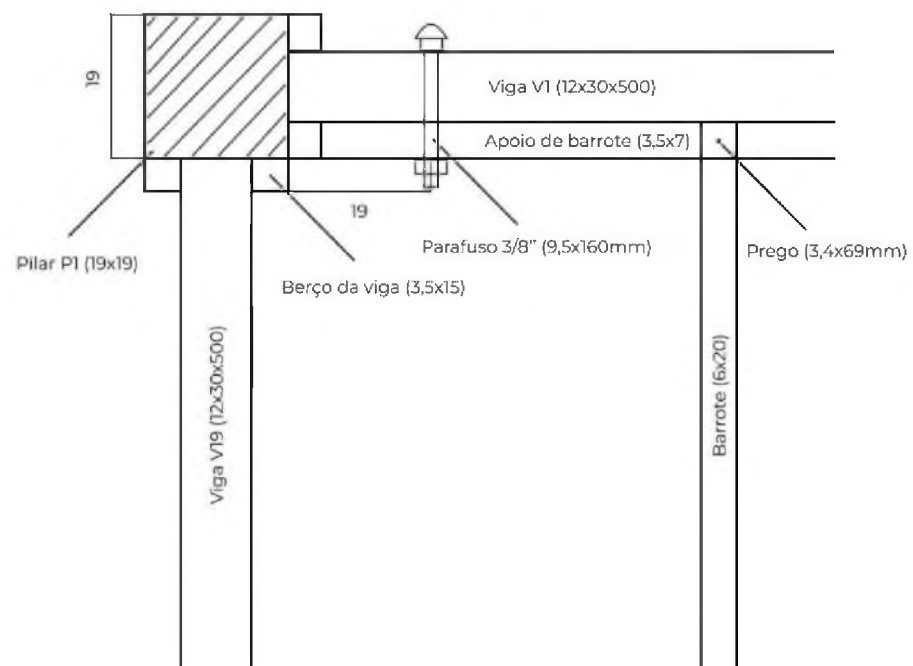 19
Viga V1 (12x30x500)
Apoio de barrote (3,5x7)
19
Parafuso 3/8" (9,5x160mm)
Prego (3,4x69mm)
Pilar P1 (19x19)
Berço da viga (3,5x15)
Viga V19 (12x30x500)
Barrote (6x20)